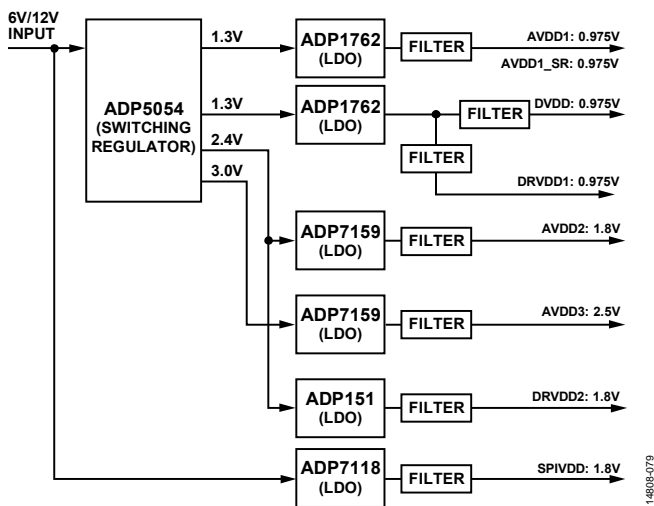 6V/12V
INPUT
ADP5054
(SWITCHING
REGULATOR)
1.3V
ADP1762
(LDO)
FILTER
AVDD1: 0.975V
AVDD1_SR: 0.975V
1.3V
ADP1762
(LDO)
FILTER
DVDD: 0.975V
FILTER
DRVDD1: 0.975V
2.4V
3.0V
ADP7159
(LDO)
FILTER
AVDD2: 1.8V
ADP7159
(LDO)
FILTER
AVDD3: 2.5V
ADP151
(LDO)
FILTER
DRVDD2: 1.8V
ADP7118
(LDO)
FILTER
SPIVDD: 1.8V
14808-079